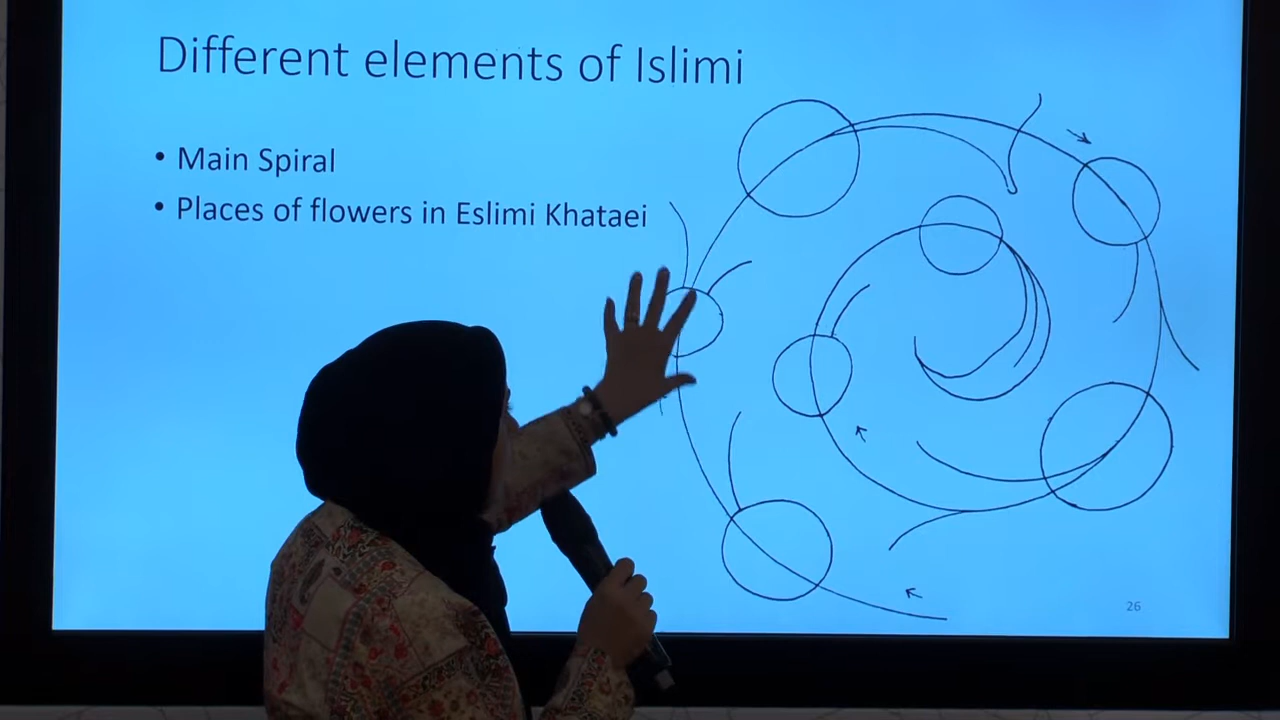 Different elements of Islimi
• Main Spiral
• Places of flowers in Eslimi Khataei
26